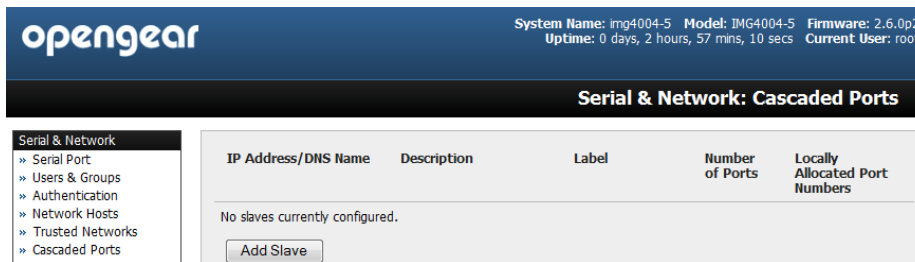 opengear
System Name: img4004-5 Model: IMG4004-5 Firmware: 2.6.0p2
Uptime: 0 days, 2 hours, 57 mins, 10 secs Current User: root
Serial & Network: Cascaded Ports
Serial & Network
» Serial Port
» Users & Groups
» Authentication
» Network Hosts
» Trusted Networks
» Cascaded Ports
IP Address/DNS Name Description Label Number of Ports Locally Allocated Port Numbers
No slaves currently configured.
Add Slave